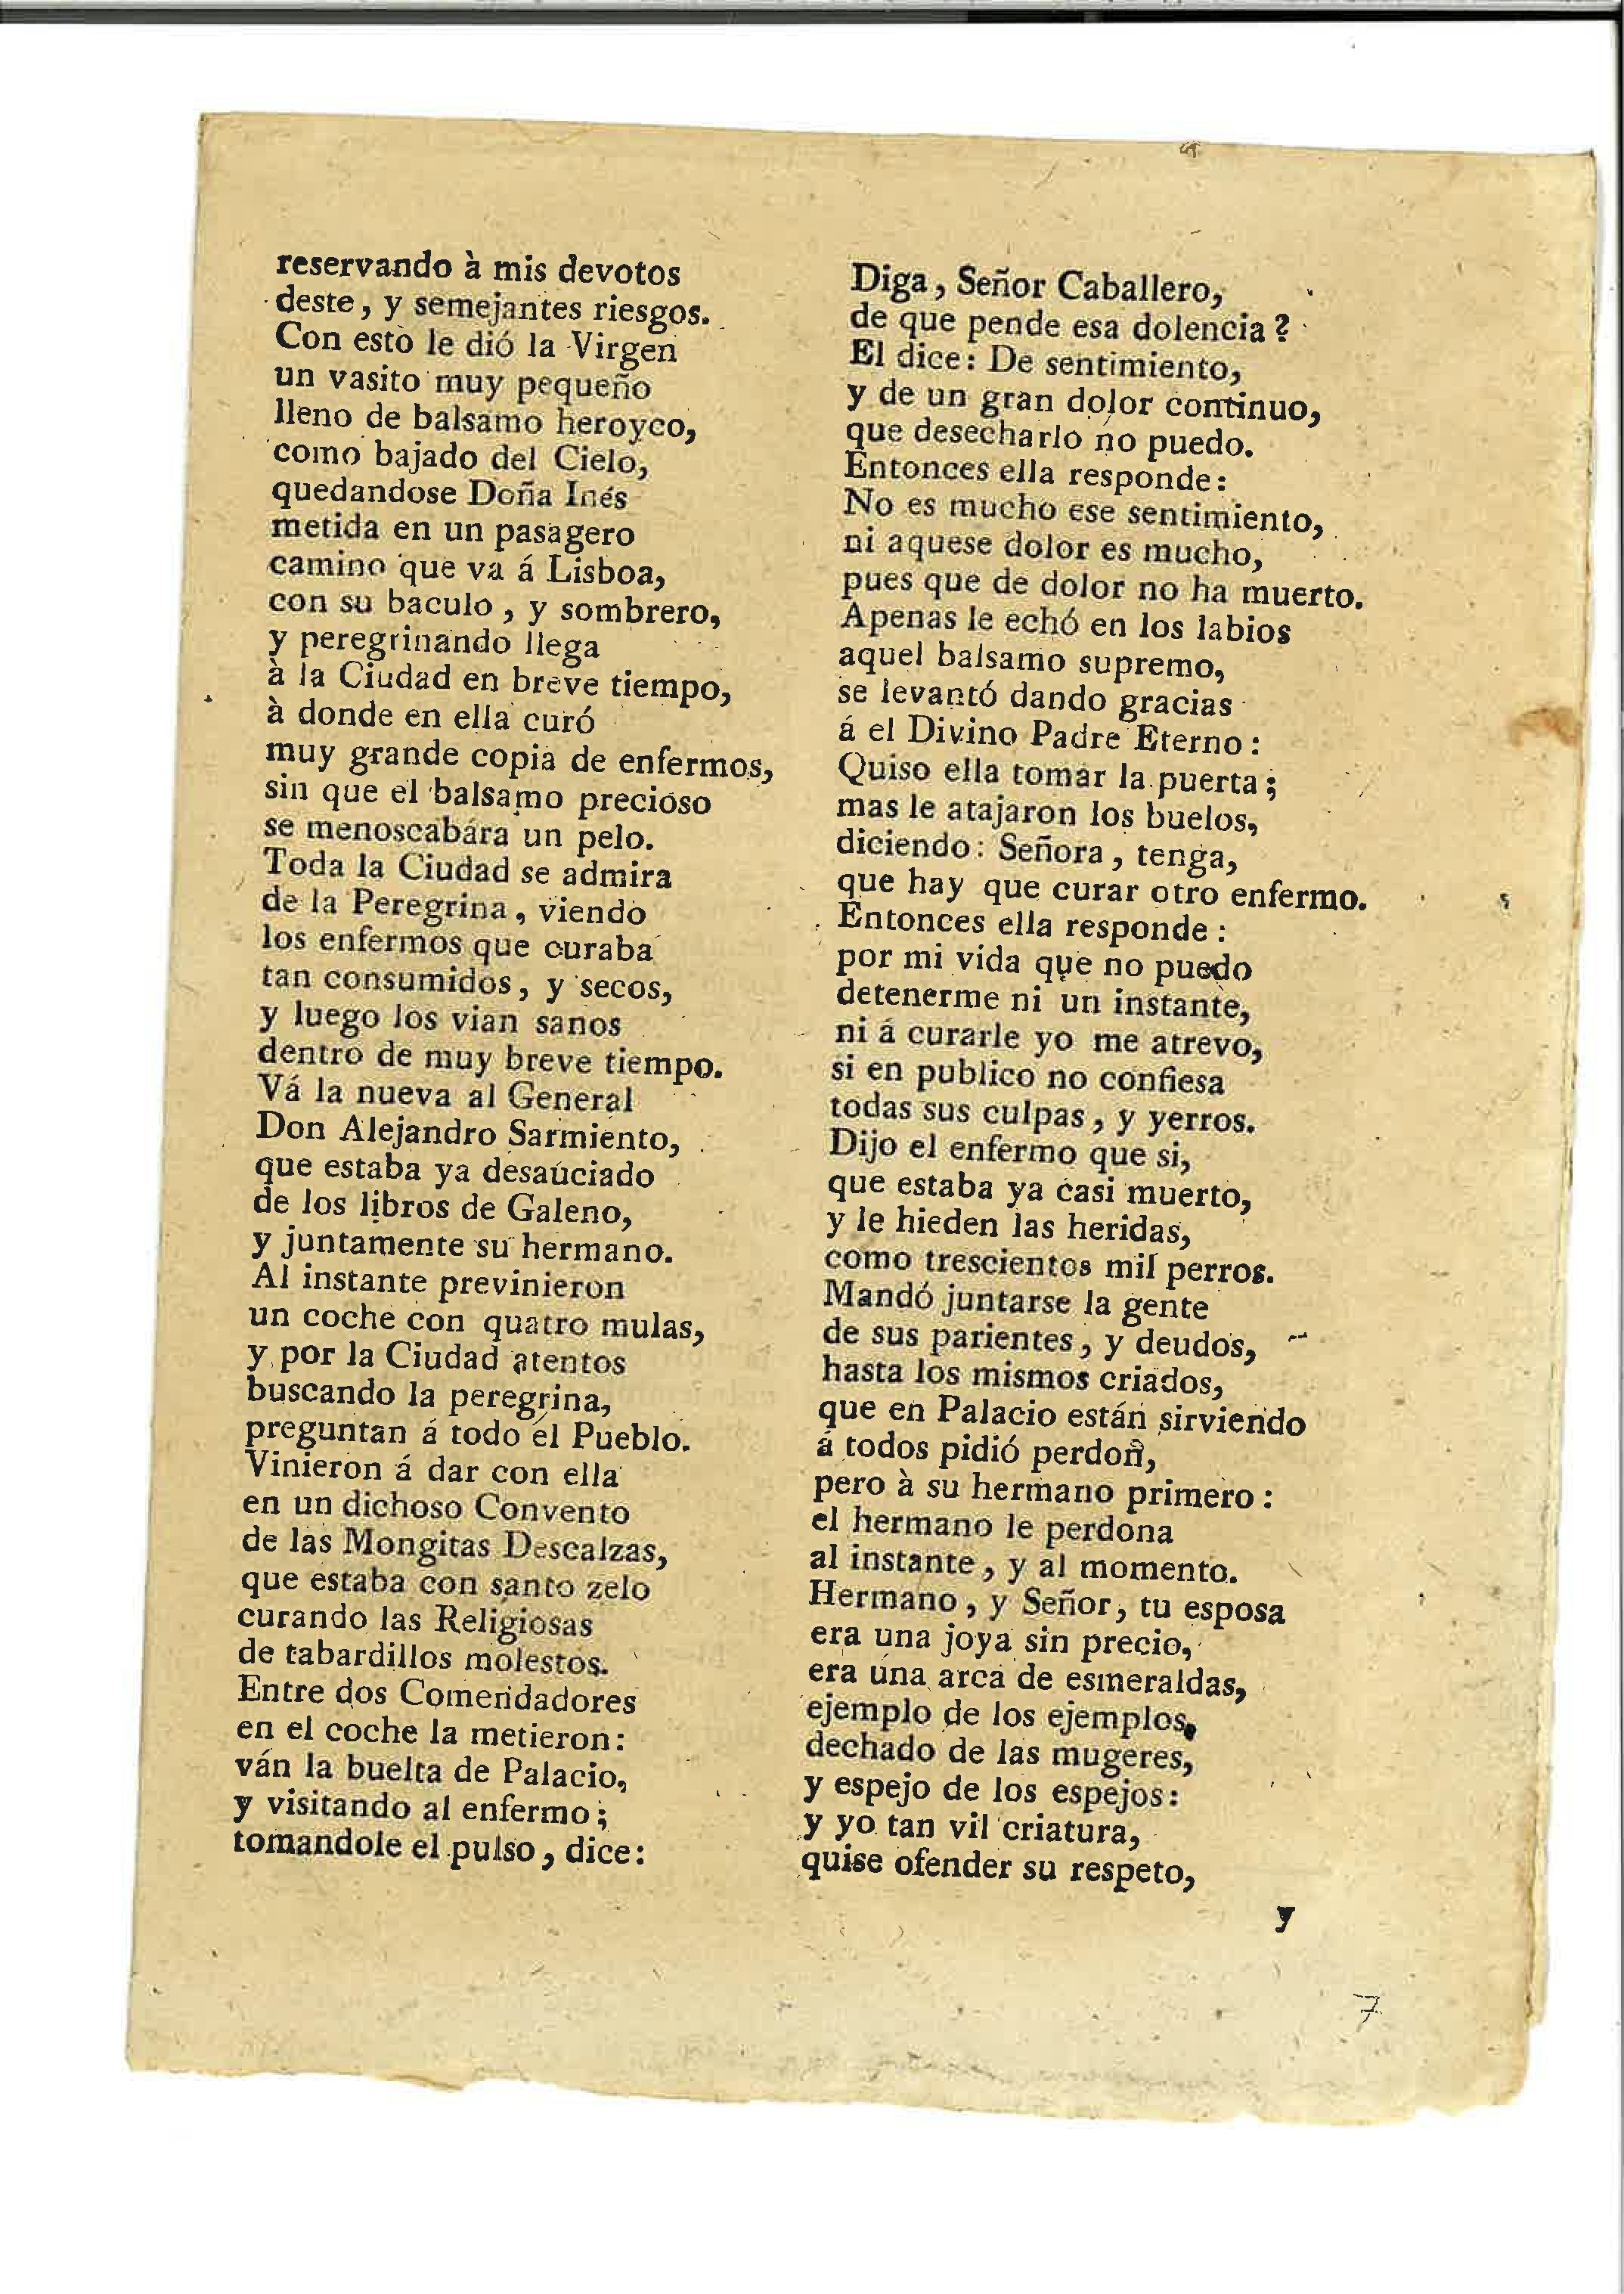 reservando à mis devotos
deste, y semejantes riesgos.
Con esto le dió la Virgen
un vasito muy pequeño
lleno de balsamo heroyco,
como bajado del Cielo,
quedandose Doña Inés
metida en un pasagero
camino que va á Lisboa,
con su baculo, y sombrero,
y peregrinando llega
à la Ciudad en breve tiempo,
à donde en ella curó
muy grande copia de enfermos,
sin que el balsamo precioso
se menoscabára un pelo.
Toda la Ciudad se admira
de la Peregrina, viendo
los enfermos que curaba
tan consumidos, y secos,
y luego los vian sanos
dentro de muy breve tiempo.
Vá la nueva al General
Don Alejandro Sarmiento,
que estaba ya desauciado
de los libros de Galeno,
y juntamente su hermano.
Al instante previnieron
un coche con quatro mulas,
y por la Ciudad atentos
buscando la peregrina,
preguntan á todo el Pueblo.
Vinieron á dar con ella
en un dichoso Convento
de las Mongitas Descalzas,
que estaba con santo zelo
curando las Religiosas
de tabardillos molestos.
Entre dos Comendadores
en el coche la metieron:
ván la buelta de Palacio,
y visitando al enfermo;
tomandole el pulso, dice:
Diga, Señor Caballero,
de que pende esa dolencia?
El dice: De sentimiento,
y de un gran dolor continuo,
que desecharlo no puedo.
Entonces ella responde:
No es mucho ese sentimiento,
ni aquese dolor es mucho,
pues que de dolor no ha muerto.
Apenas le echó en los labios
aquel balsamo supremo,
se levantó dando gracias
á el Divino Padre Eterno:
Quiso ella tomar la puerta;
mas le atajaron los buelos,
diciendo: Señora, tenga,
que hay que curar otro enfermo.
Entonces ella responde:
por mi vida que no puedo
detenerme ni un instante,
ni á curarle yo me atrevo,
si en publico no confiesa
todas sus culpas, y yerros.
Dijo el enfermo que si,
que estaba ya casi muerto,
y le hieden las heridas,
como trescientos mil perros.
Mandó juntarse la gente
de sus parientes, y deudos,
hasta los mismos criados,
que en Palacio están sirviendo
á todos pidió perdoñ,
pero à su hermano primero:
el hermano le perdona
al instante, y al momento.
Hermano, y Señor, tu esposa
era una joya sin precio,
era una arca de esmeraldas,
ejemplo de los ejemplos,
dechado de las mugeres,
y espejo de los espejos:
y yo tan vil criatura,
quise ofender su respeto,
y
7